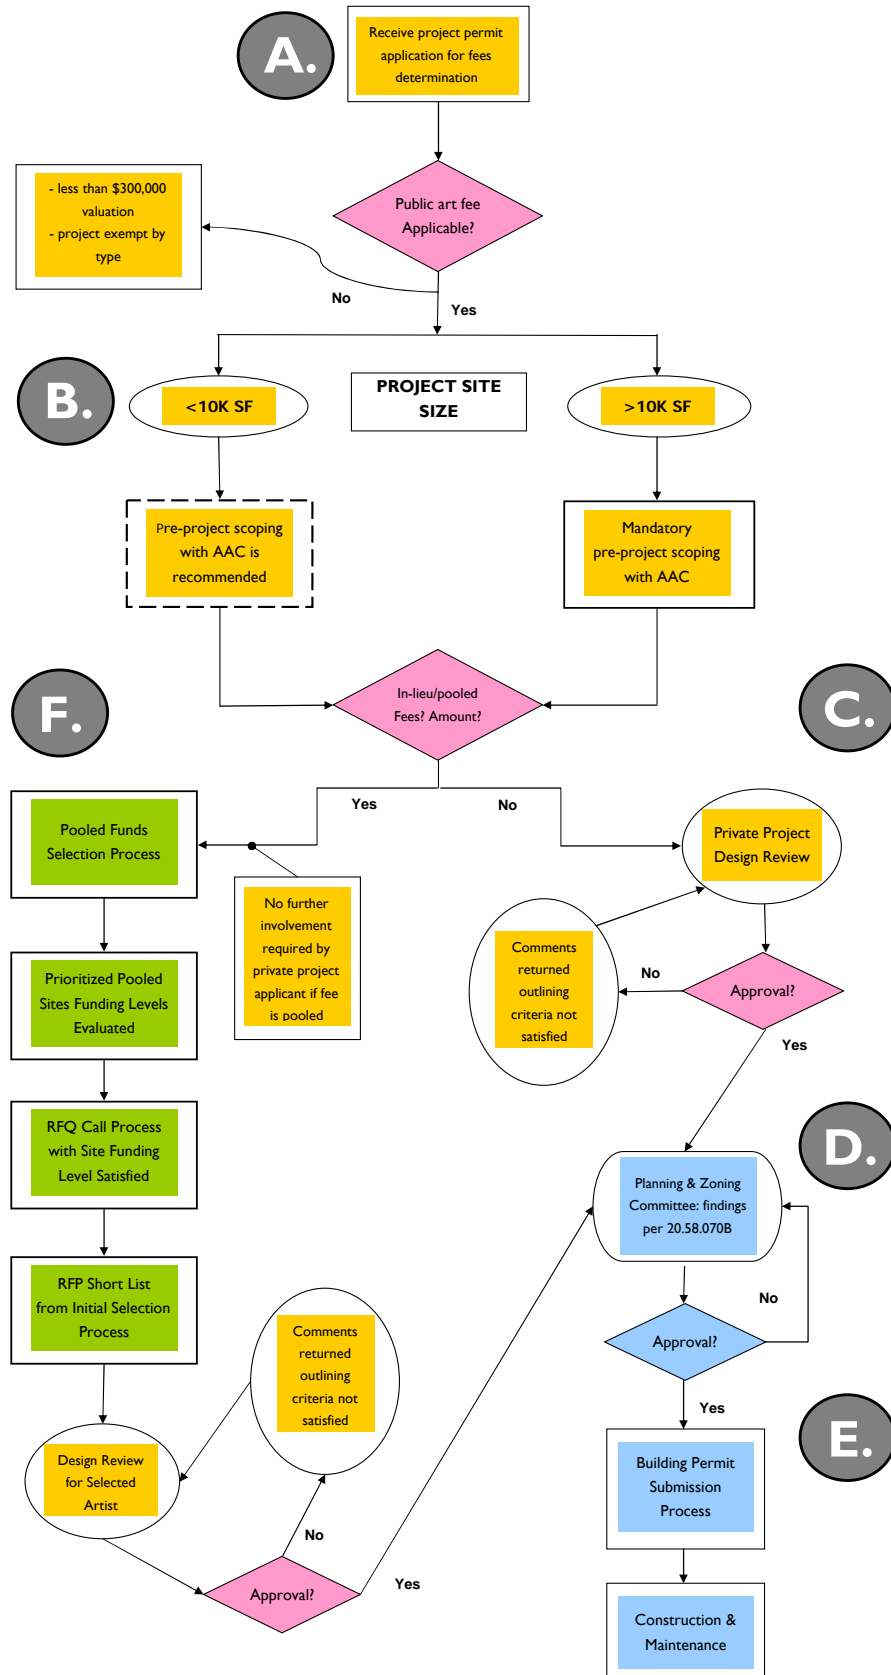 A.
Receive project permit
application for fees
determination
- less than $300,000
valuation
- project exempt by
type
Public art fee
Applicable?
No
Yes
B.
<10K SF
PROJECT SITE
SIZE
>10K SF
Pre-project scoping
with AAC is
recommended
Mandatory
pre-project scoping
with AAC
F.
In-lieu/pooled
Fees? Amount?
C.
Yes
No
Pooled Funds
Selection Process
Private Project
Design Review
No further
involvement
required by
private project
applicant if fee
is pooled
Comments
returned
outlining
criteria not
satisfied
No
Approval?
Yes
Prioritized Pooled
Sites Funding Levels
Evaluated
RFQ Call Process
with Site Funding
Level Satisfied
D.
Planning & Zoning
Committee: findings
per 20.58.070B
No
RFP Short List
from Initial Selection
Process
Comments
returned
outlining
criteria not
satisfied
Approval?
Yes
E.
Design Review
for Selected
Artist
Building Permit
Submission
Process
No
Approval?
Yes
Construction &
Maintenance